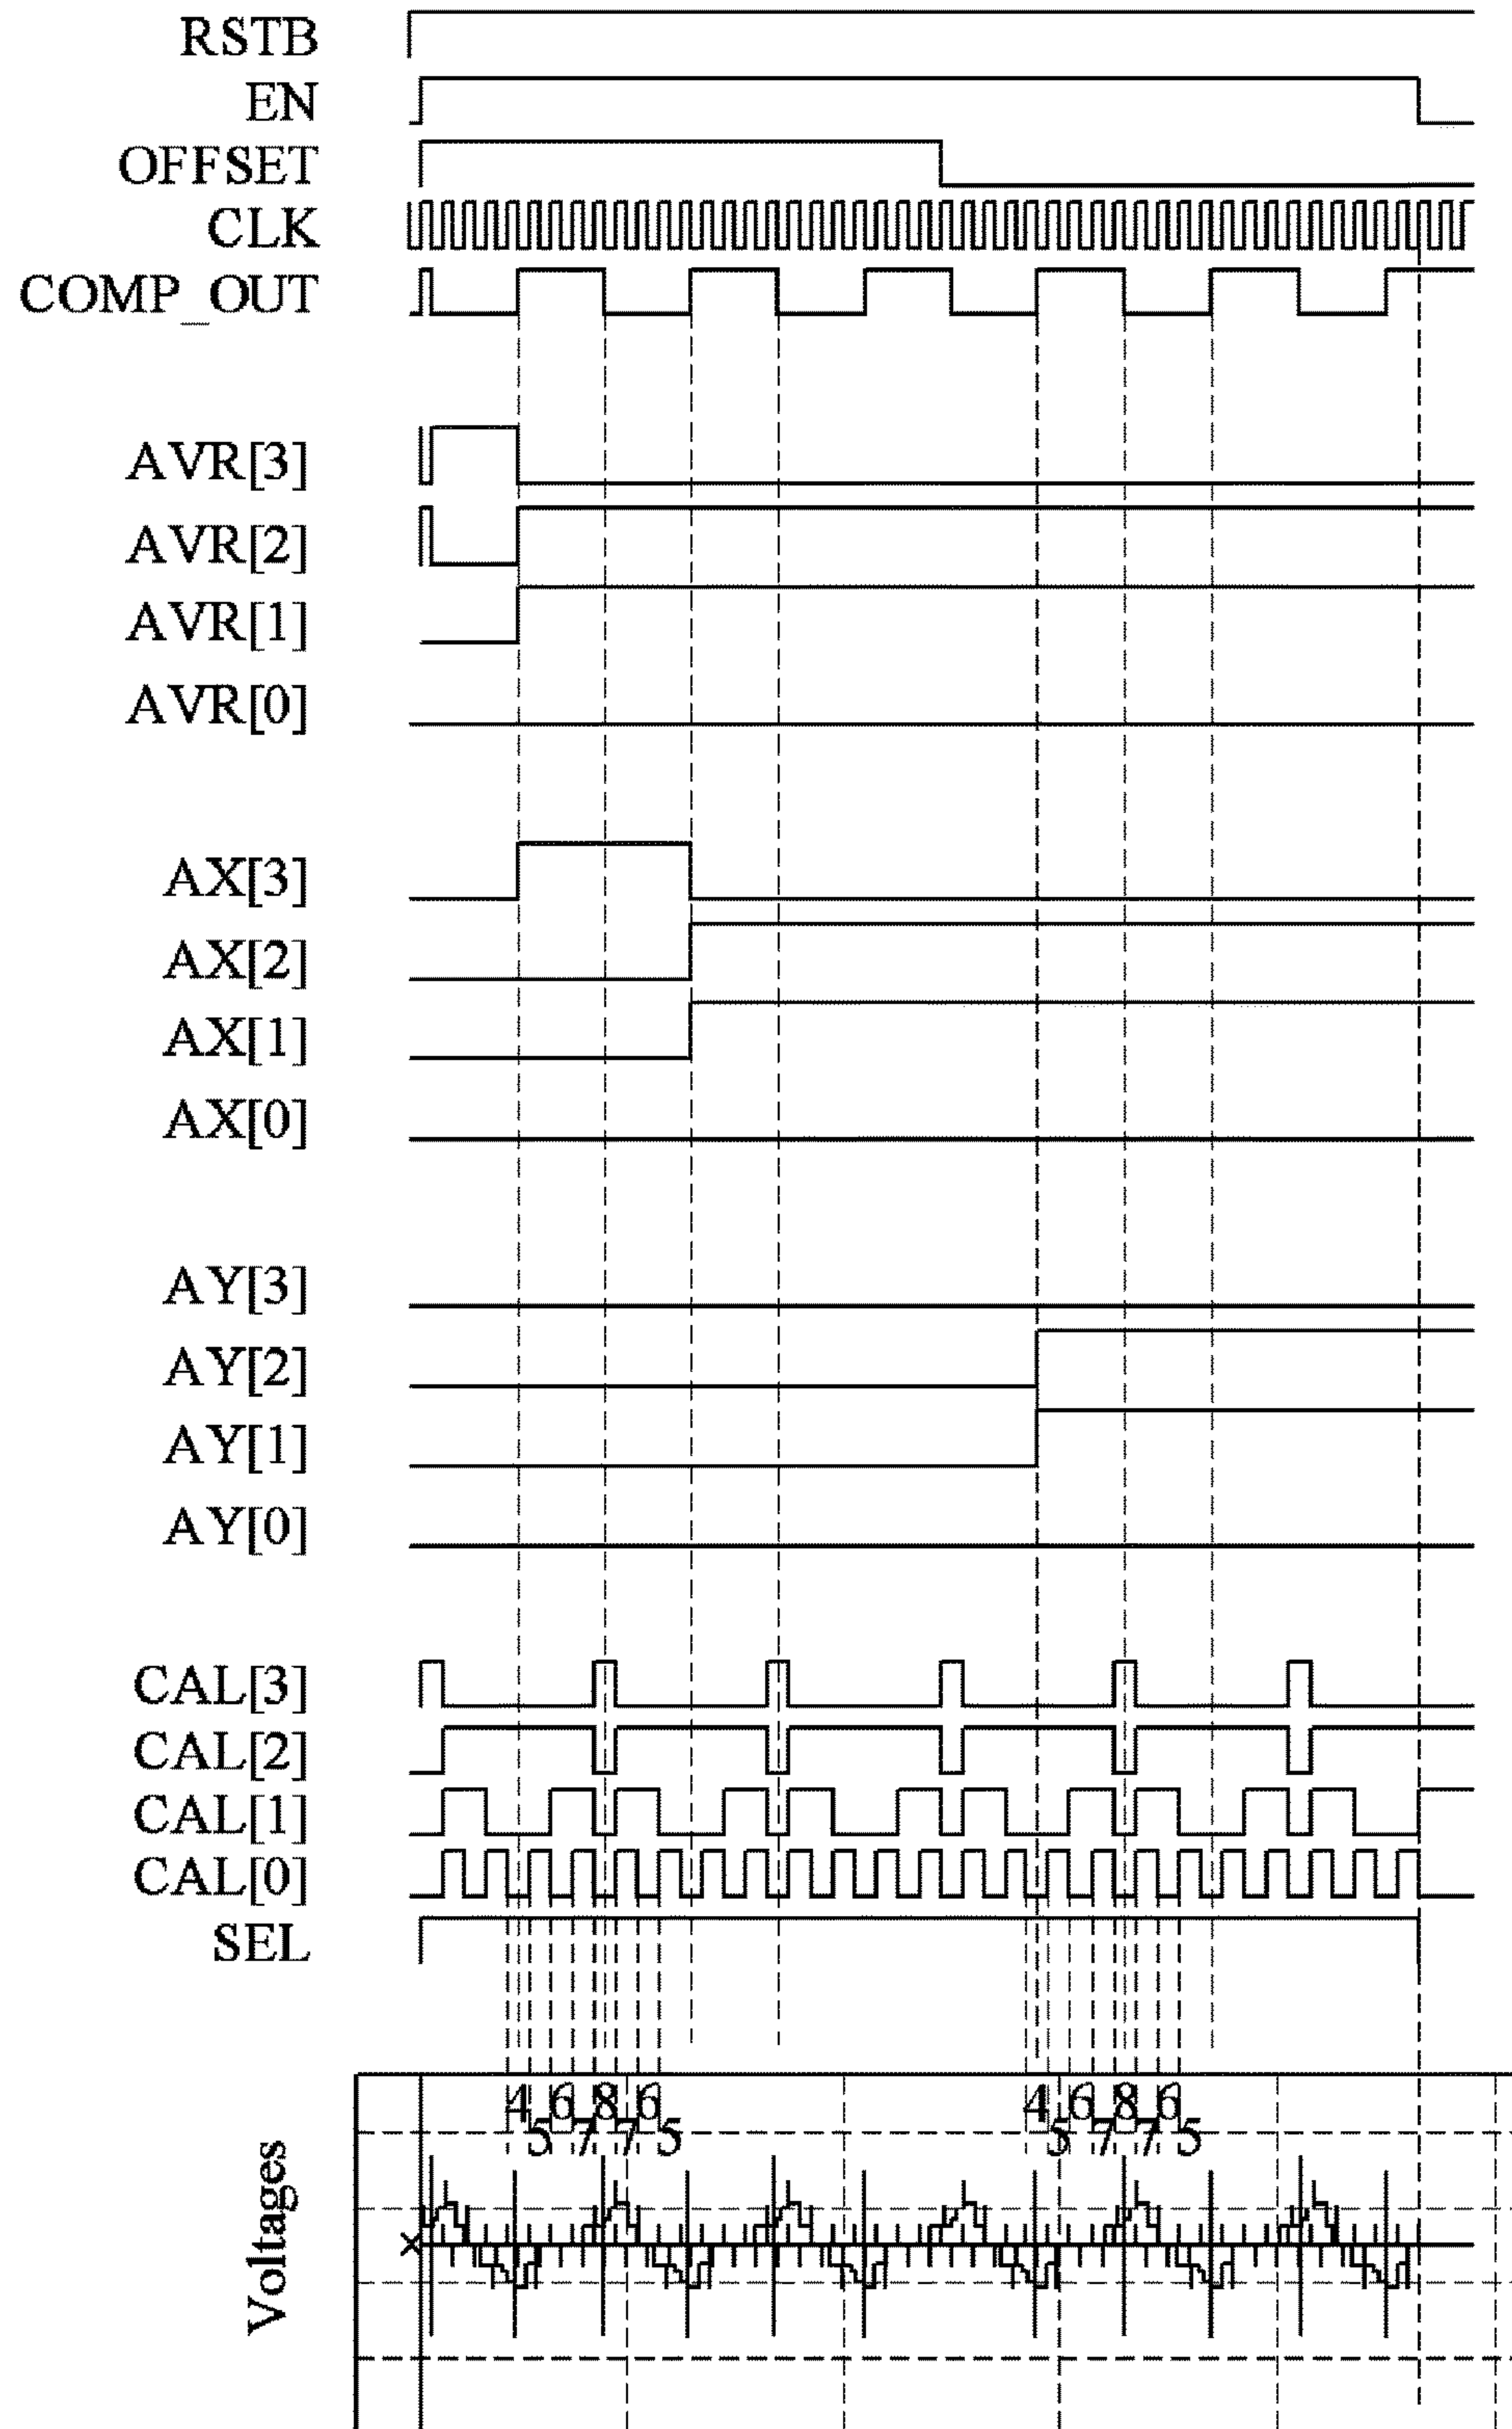 RSTB
EN
OFFSET
CLK
COMP_OUT
AVR[3]
AVR[2]
AVR[1]
AVR[0]
AX[3]
AX[2]
AX[1]
AX[0]
AY[3]
AY[2]
AY[1]
AY[0]
CAL[3]
CAL[2]
CAL[1]
CAL[0]
SEL
4 5 6 7 8 7 6 5 4 5 6 7 8 7 6 5
Voltages